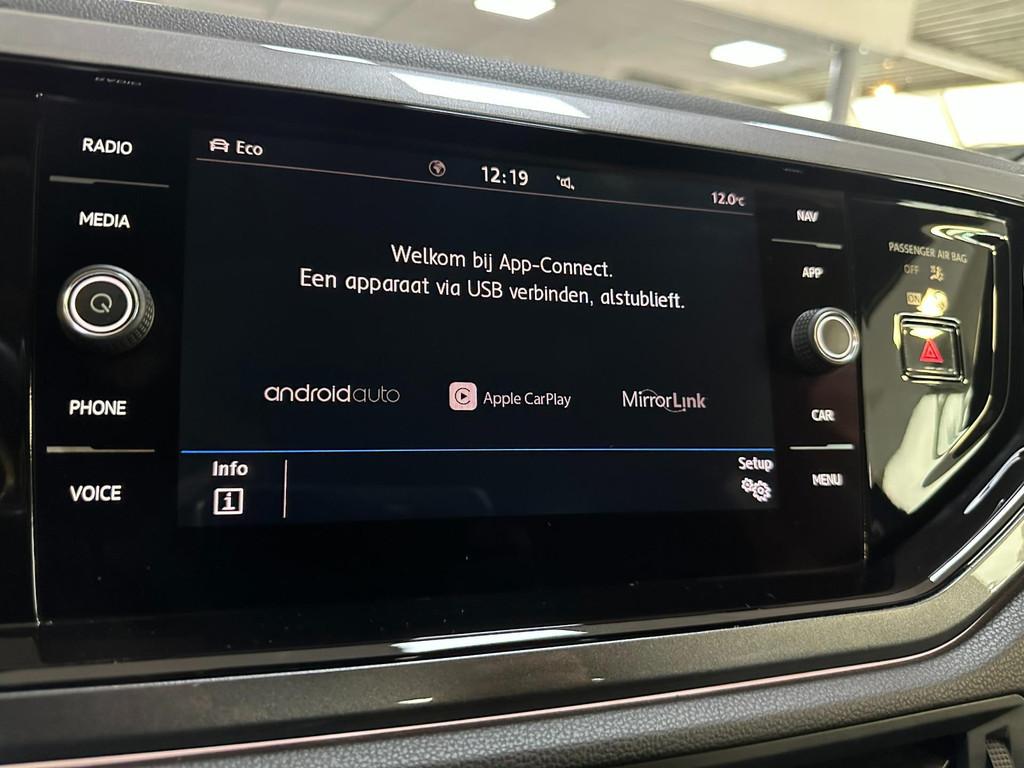 RADIO
MEDIA
PHONE
VOICE
Eco
12:19
12.0°C
Welkom bij App-Connect.
Een apparaat via USB verbinden, alstublieft.
androidauto
Apple CarPlay
MirrorLink
Info
i
Setup
NAV
APP
CAR
MENU
PASSENGER AIR BAG
OFF
ON